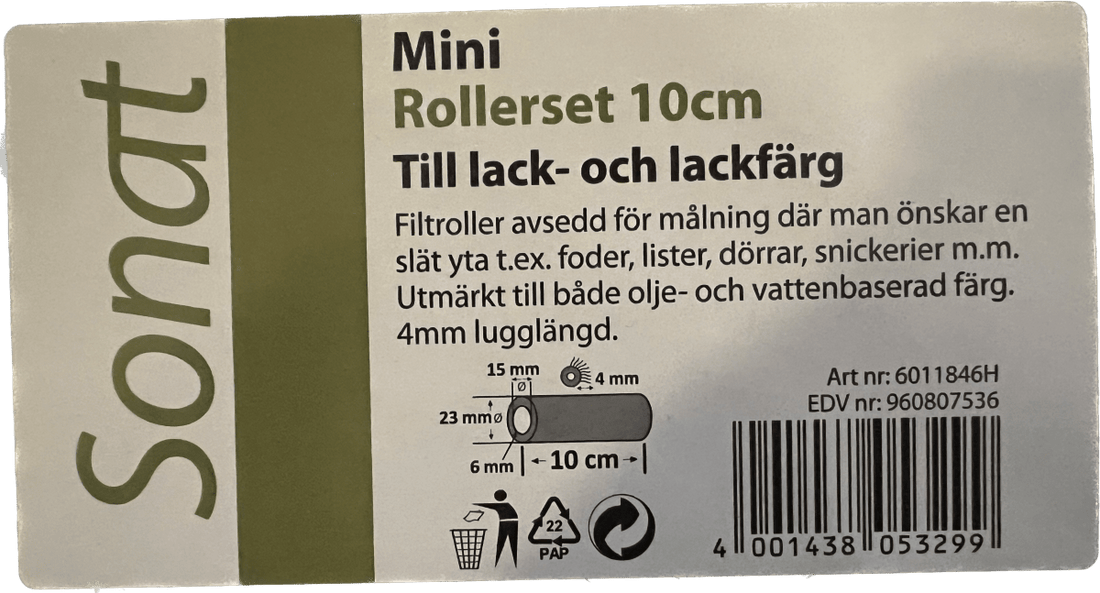 Sonat
Mini
Rollerset 10cm
Till lack- och lackfärg
Filtroller avsedd för målning där man önskar en
slät yta t.ex. foder, lister, dörrar, snickerier m.m.
Utmärkt till både olje- och vattenbaserad färg.
4mm lugglängd.
15 mm
Ø
4 mm
23 mmø
6 mm
10 cm
22
PAP
Art nr: 6011846H
EDV nr: 960807536
4 001438 053299